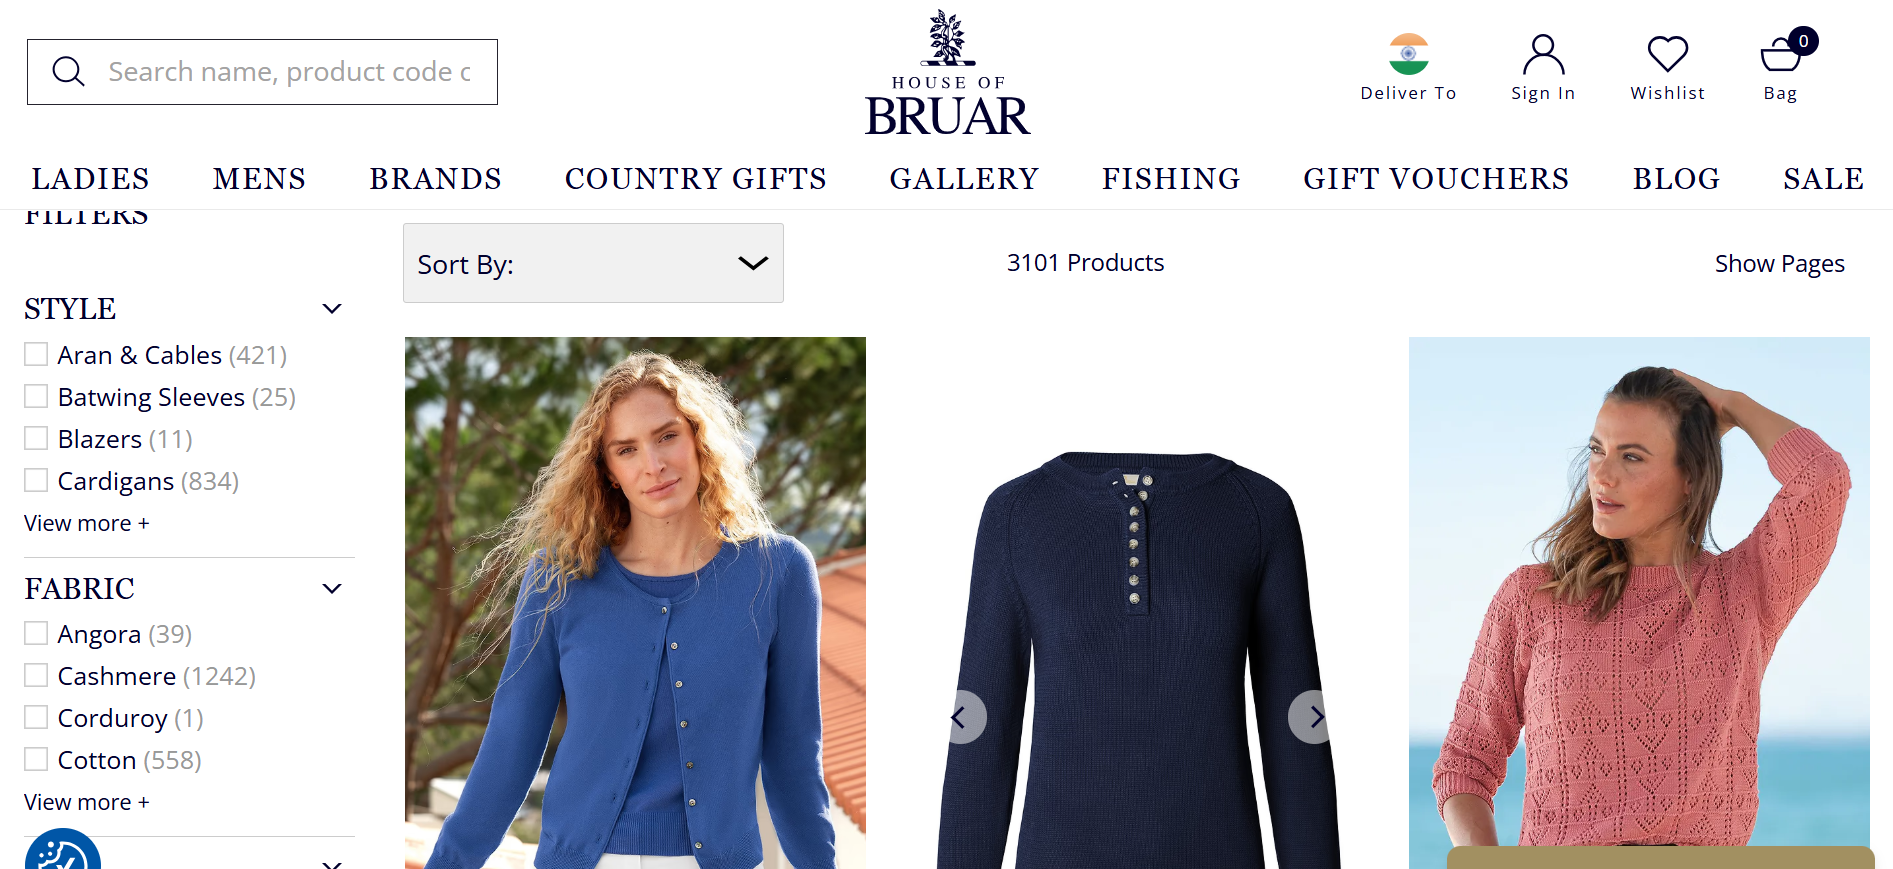 Search name, product code c
HOUSE OF
BRUAR
Deliver To
Sign In
Wishlist
0
Bag
LADIES
MENS
BRANDS
COUNTRY GIFTS
GALLERY
FISHING
GIFT VOUCHERS
BLOG
SALE
FILTERS
Sort By:
3101 Products
Show Pages
STYLE
Aran & Cables (421)
Batwing Sleeves (25)
Blazers (11)
Cardigans (834)
View more +
FABRIC
Angora (39)
Cashmere (1242)
Corduroy (1)
Cotton (558)
View more +